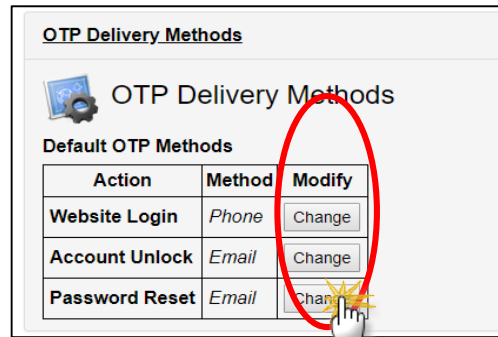 OTP Delivery Methods
OTP Delivery Methods
Default OTP Methods
Action Method Modify
Website Login Phone Change
Account Unlock Email Change
Password Reset Email Change